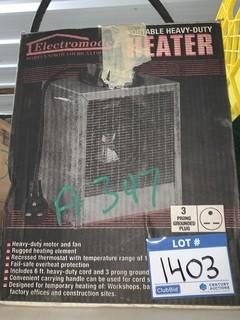 PORTABLE HEAVY-DUTY
Electromode
HEATER
A 347
3
PRONG
GROUNDED
PLUG
■ Heavy-duty motor and fan
■ Rugged heating element
■ Recessed thermostat with temperature range of
■ Fail-safe overheat protection
■ Includes 6 ft. heavy-duty cord and 3 prong ground
■ Convenient carrying handle can be used for cord s
■ Designed for temporary heating of: Workshops, ba
factory offices and construction sites.
LOT #
1403
ClubBid
CENTURY AUCTIONS